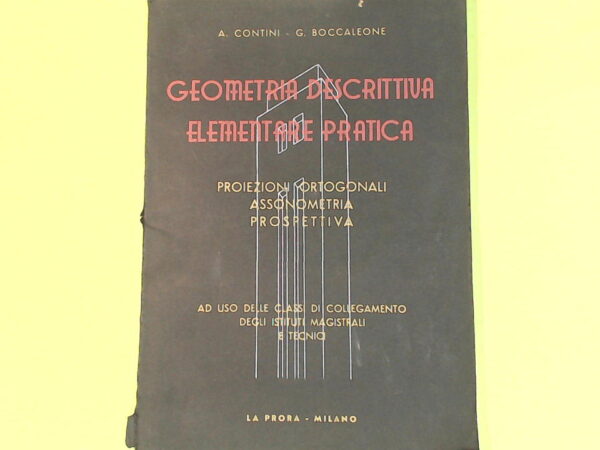 A. CONTINI - G. BOCCALEONE
GEOMETRIA DESCRITTIVA
ELEMENTARE PRATICA
PROIEZIONI ORTOGONALI
ASSONOMETRIA
PROSPETTIVA
AD USO DELLE CLASSI DI COLLEGAMENTO
DEGLI ISTITUTI MAGISTRALI
E TECNICI
LA PRORA - MILANO